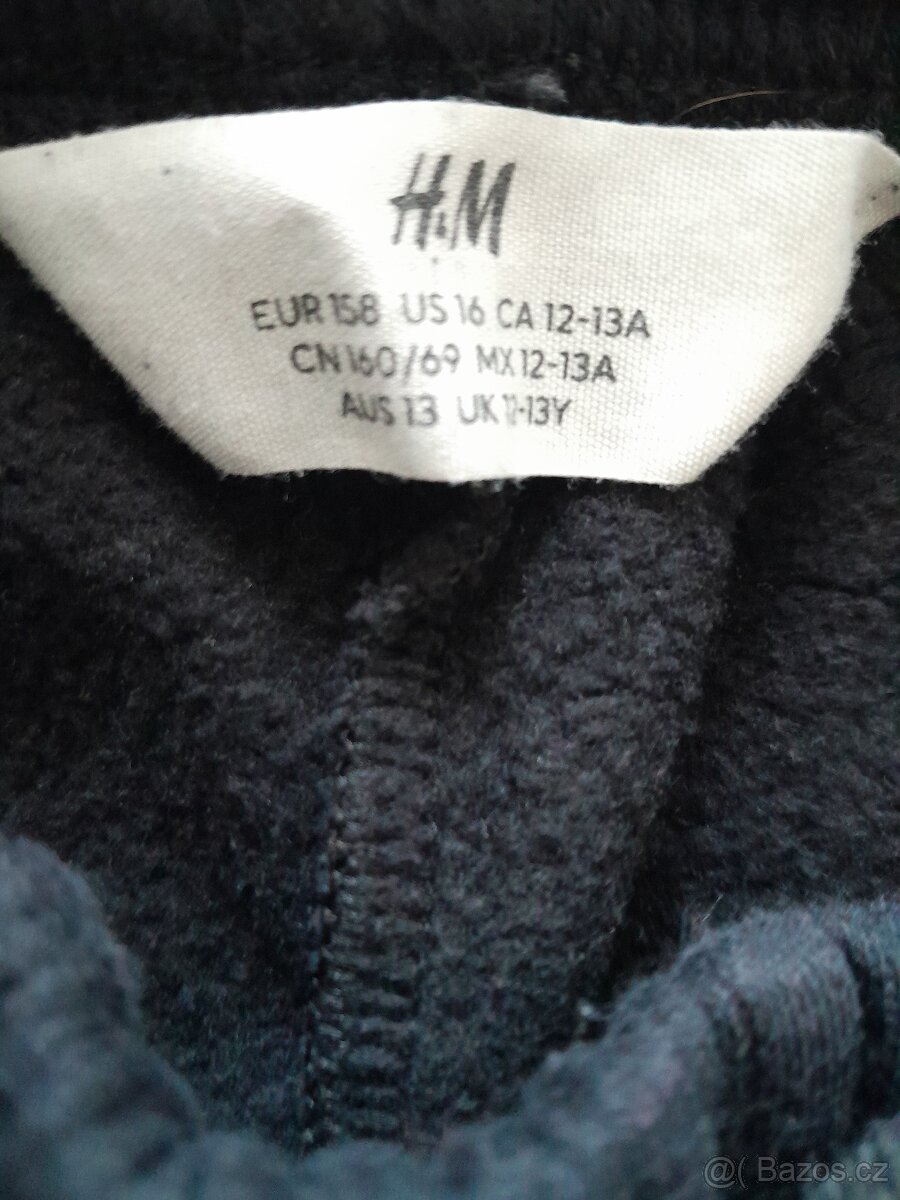 H&M
EUR 158 US 16 CA 12-13A
CN 160/69 MX 12-13A
AUS 13 UK 12-13Y
@( Bazos.cz